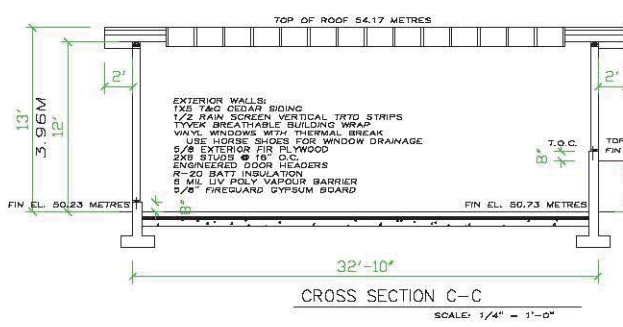 TOP OF ROOF 54.17 METRES
2'
2'
13'
3.96M
12'
EXTERIOR WALLS:
1X5 T&G CEDAR SIDING
1/2 RAIN SCREEN VERTICAL TRTD STRIPS
TYVEK BREATHABLE BUILDING WRAP
VINYL WINDOWS WITH THERMAL BREAK
USE HORSE SHOES FOR WINDOW DRAINAGE
5/8 EXTERIOR FIR PLYWOOD
2X8 STUDS @ 16" O.C.
ENGINEERED DOOR HEADERS
R-20 BATT INSULATION
6 MIL UV POLY VAPOUR BARRIER
5/8" FIREGUARD GYPSUM BOARD
T.O.C.
8"
TOP
FIN
FIN EL. 50.23 METRES
8"
FIN EL. 50.73 METRES
32'-10"
CROSS SECTION C-C
SCALE: 1/4" = 1'-0"